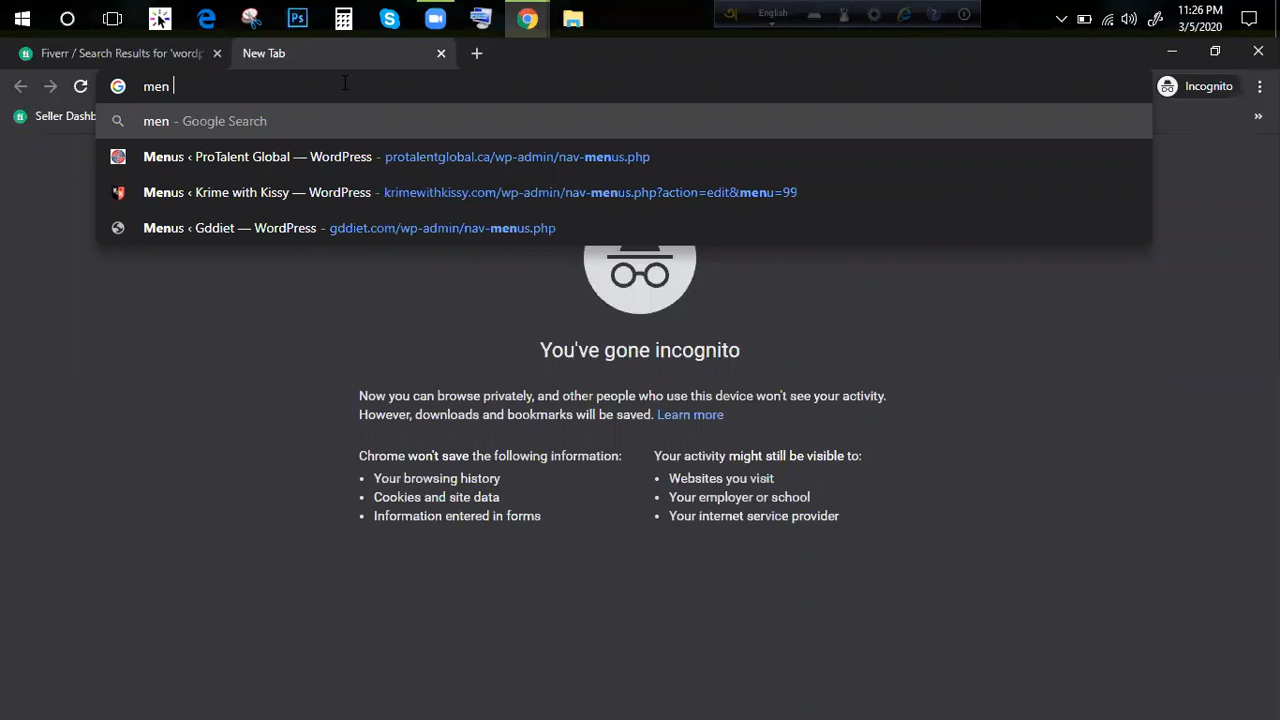 Ps
English
11:26 PM
3/5/2020
Fiverr / Search Results for 'wordp
New Tab
men
Incognito
Seller Dashb
men - Google Search
Menus ‹ ProTalent Global — WordPress - protalentglobal.ca/wp-admin/nav-menus.php
Menus ‹ Krime with Kissy — WordPress - krimewithkissy.com/wp-admin/nav-menus.php?action=edit&menu=99
Menus ‹ Gddiet — WordPress - gddiet.com/wp-admin/nav-menus.php
You've gone incognito
Now you can browse privately, and other people who use this device won't see your activity.
However, downloads and bookmarks will be saved. Learn more
Chrome won't save the following information:
• Your browsing history
• Cookies and site data
• Information entered in forms
Your activity might still be visible to:
• Websites you visit
• Your employer or school
• Your internet service provider